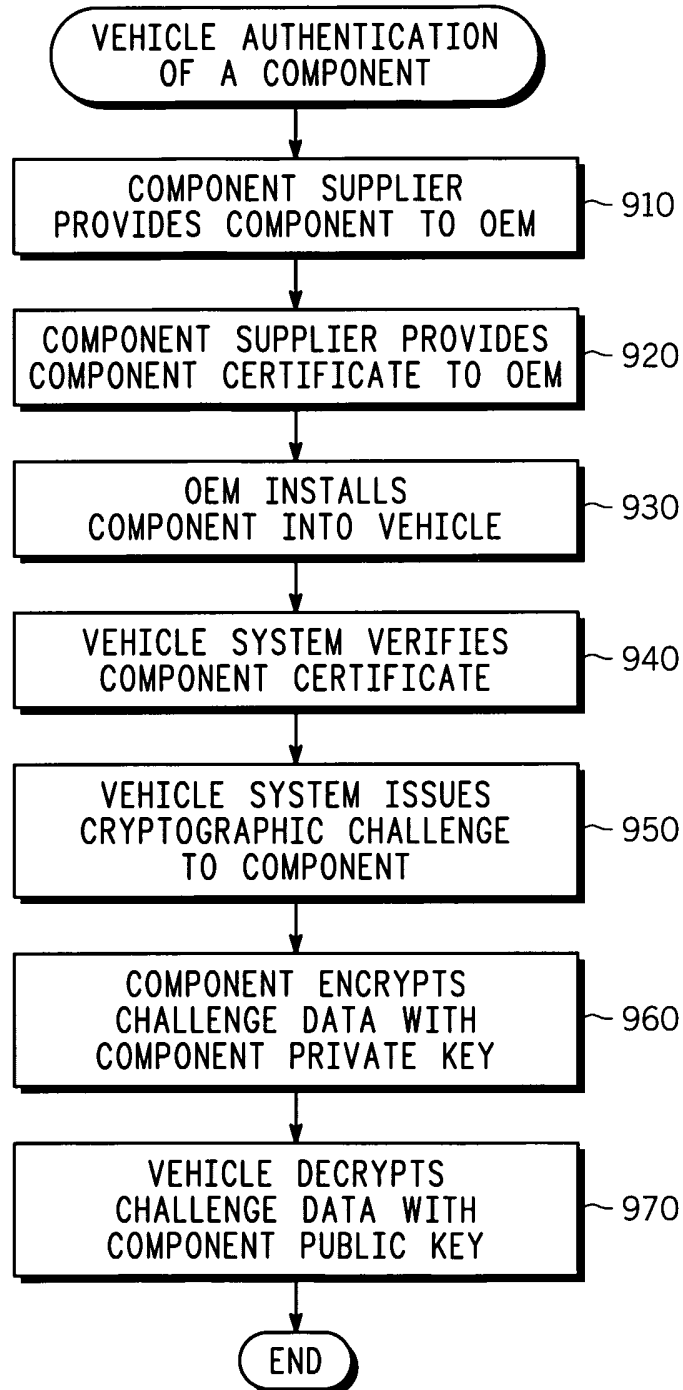 VEHICLE AUTHENTICATION
OF A COMPONENT
COMPONENT SUPPLIER
PROVIDES COMPONENT TO OEM
910
COMPONENT SUPPLIER PROVIDES
COMPONENT CERTIFICATE TO OEM
920
OEM INSTALLS
COMPONENT INTO VEHICLE
930
VEHICLE SYSTEM VERIFIES
COMPONENT CERTIFICATE
940
VEHICLE SYSTEM ISSUES
CRYPTOGRAPHIC CHALLENGE
TO COMPONENT
950
COMPONENT ENCRYPTS
CHALLENGE DATA WITH
COMPONENT PRIVATE KEY
960
VEHICLE DECRYPTS
CHALLENGE DATA WITH
COMPONENT PUBLIC KEY
970
END